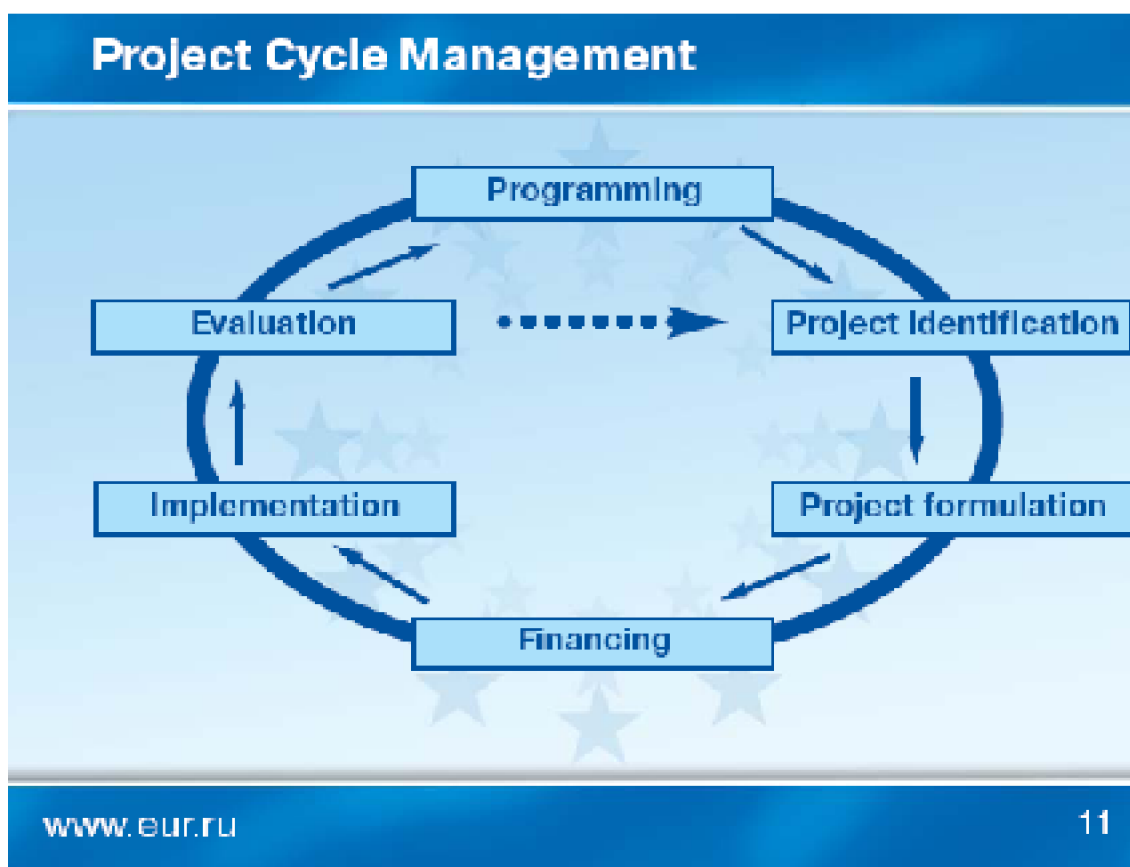 Project Cycle Management
Programming
Evaluation
Project identification
Implementation
Project formulation
Financing
www.eur.ru
11